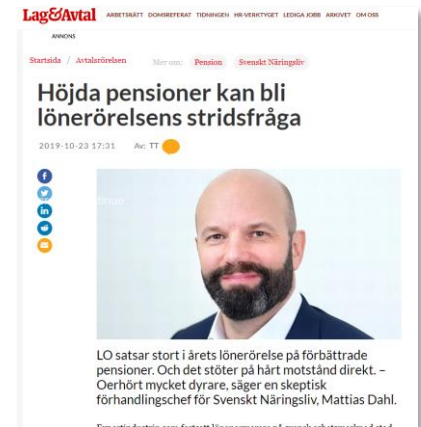 Lag&Avtal ARBETSRÄTT DOMSREFERAT TIDNINGEN HR-VERKTYGET LEDIGA JOBB ARKIVET OM OSS
ANNONS
Startsida / Avtalsrörelsen Mer om: Pension Svenskt Näringsliv
Höjda pensioner kan bli
lönerörelsens stridsfråga
2019-10-23 17:31 Av: TT
LO satsar stort i årets lönerörelse på förbättrade
pensioner. Och det stöter på hårt motstånd direkt. –
Oerhört mycket dyrare, säger en skeptisk
förhandlingschef för Svenskt Näringsliv, Mattias Dahl.